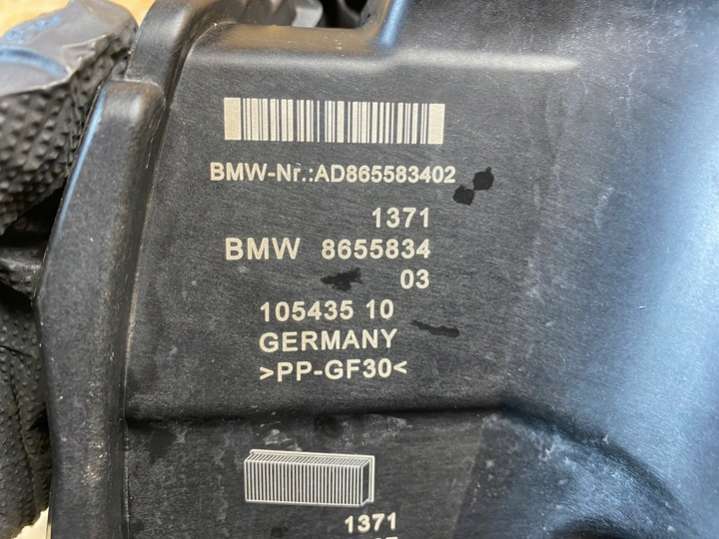 BMW-Nr.:AD865583402
1371
BMW 8655834
03
105435 10
GERMANY
>PP-GF30<
1371